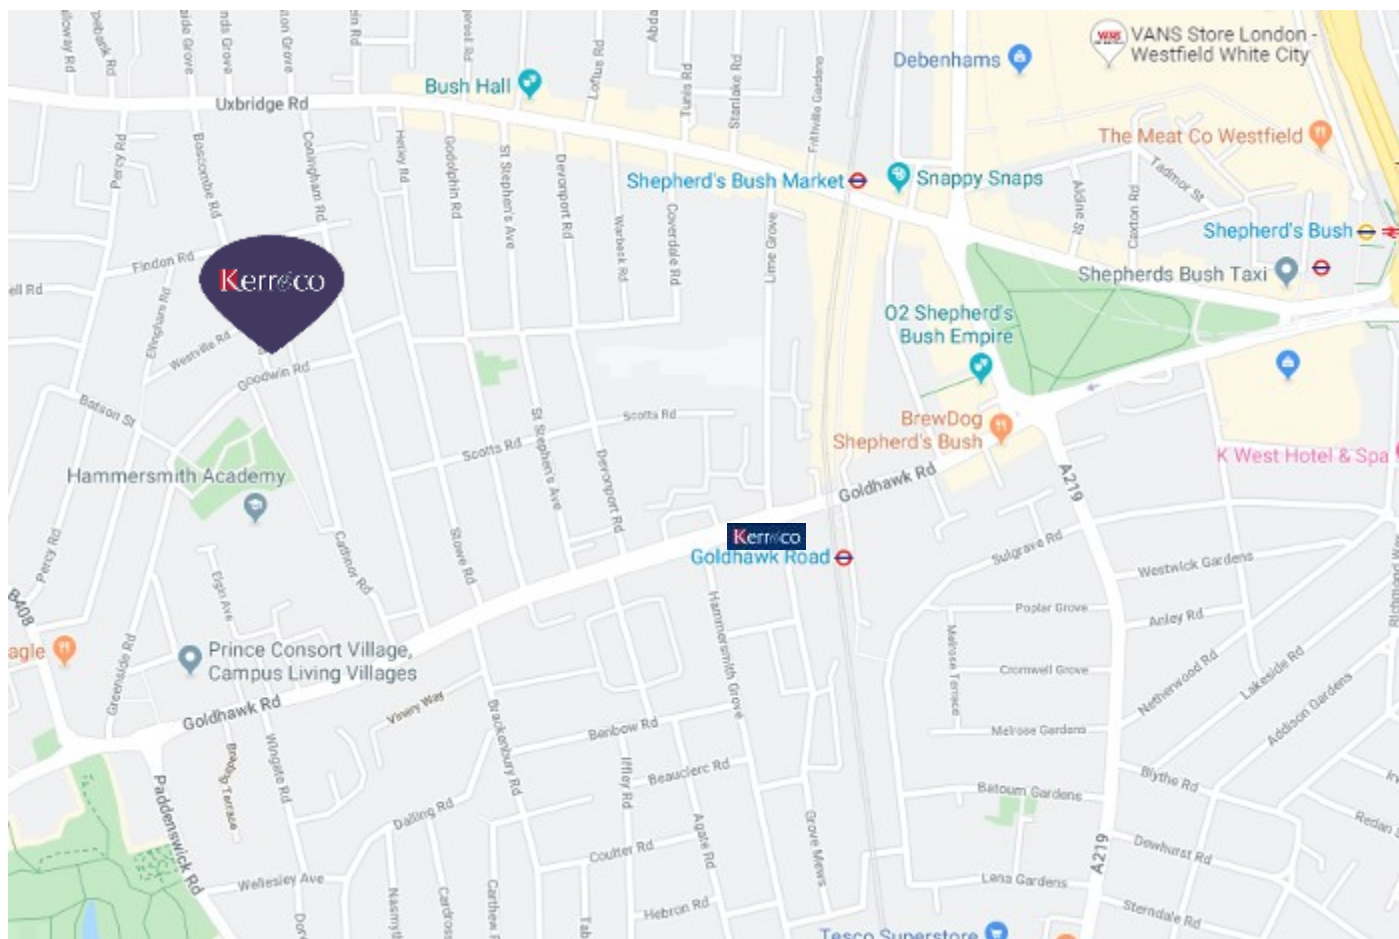 Uxbridge Rd
Bush Hall
Loftus Rd
Tunis Rd
Stanlake Rd
Frithville Gardens
Debenhams
VANS
VANS Store London -
Westfield White City
The Meat Co Westfield
Percy Rd
Boscombe Rd
Coningham Rd
Hetley Rd
Godolphin Rd
St Stephen's Ave
Devonport Rd
Warbeck Rd
Coverdale Rd
Lime Grove
Shepherd's Bush Market
Snappy Snaps
Aldine St
Caxton Rd
Tadmor St
Shepherd's Bush
Shepherds Bush Taxi
Findon Rd
ell Rd
Ellingham Rd
Westville Rd
Kerr&co
Goodwin Rd
O2 Shepherd's
Bush Empire
BrewDog
Shepherd's Bush
K West Hotel & Spa
Batson St
Hammersmith Academy
Scotts Rd
Scotts Rd
St Stephen's Ave
Devonport Rd
Goldhawk Rd
A219
Kerr&co
Goldhawk Road
Percy Rd
B408
Cathnor Rd
Stowe Rd
Elgin Ave
Sulgrave Rd
Westwick Gardens
Poplar Grove
Anley Rd
Melrose Terrace
Cromwell Grove
Netherwood Rd
Lakeside Rd
Addison Gardens
Melrose Gardens
agle
Greenside Rd
Prince Consort Village,
Campus Living Villages
Goldhawk Rd
Vinery Way
Hammersmith Grove
Brackenbury Rd
Benbow Rd
Iffley Rd
Beauclerc Rd
Brading Terrace
Wingate Rd
Paddenswick Rd
Dalling Rd
Agate Rd
Grove Mews
Batoum Gardens
Blythe Rd
A219
Dewhurst Rd
Coulter Rd
Wellesley Ave
Lena Gardens
Hebron Rd
Sterndale Rd
Tesco Superstore